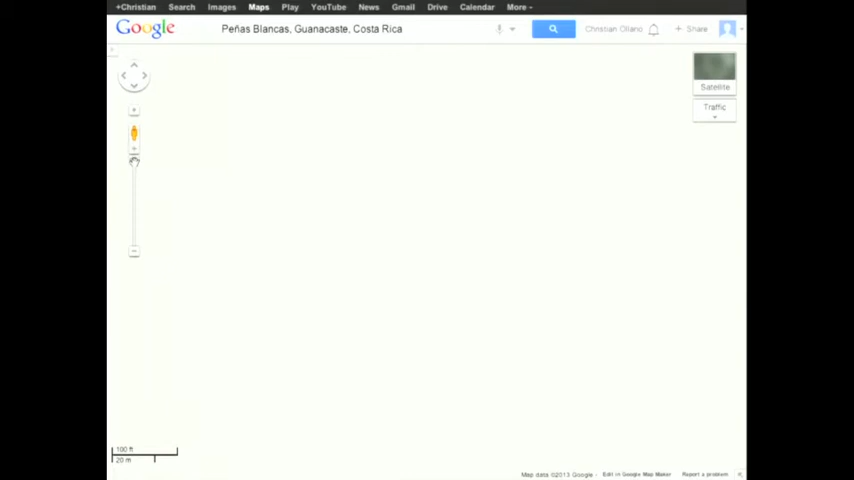 +Christian Search Images Maps Play YouTube News Gmail Drive Calendar More
Google Peñas Blancas, Guanacaste, Costa Rica Christian Ollano + Share
Satellite
Traffic
100 ft
20 m
Map data ©2013 Google - Edit in Google Map Maker Report a problem